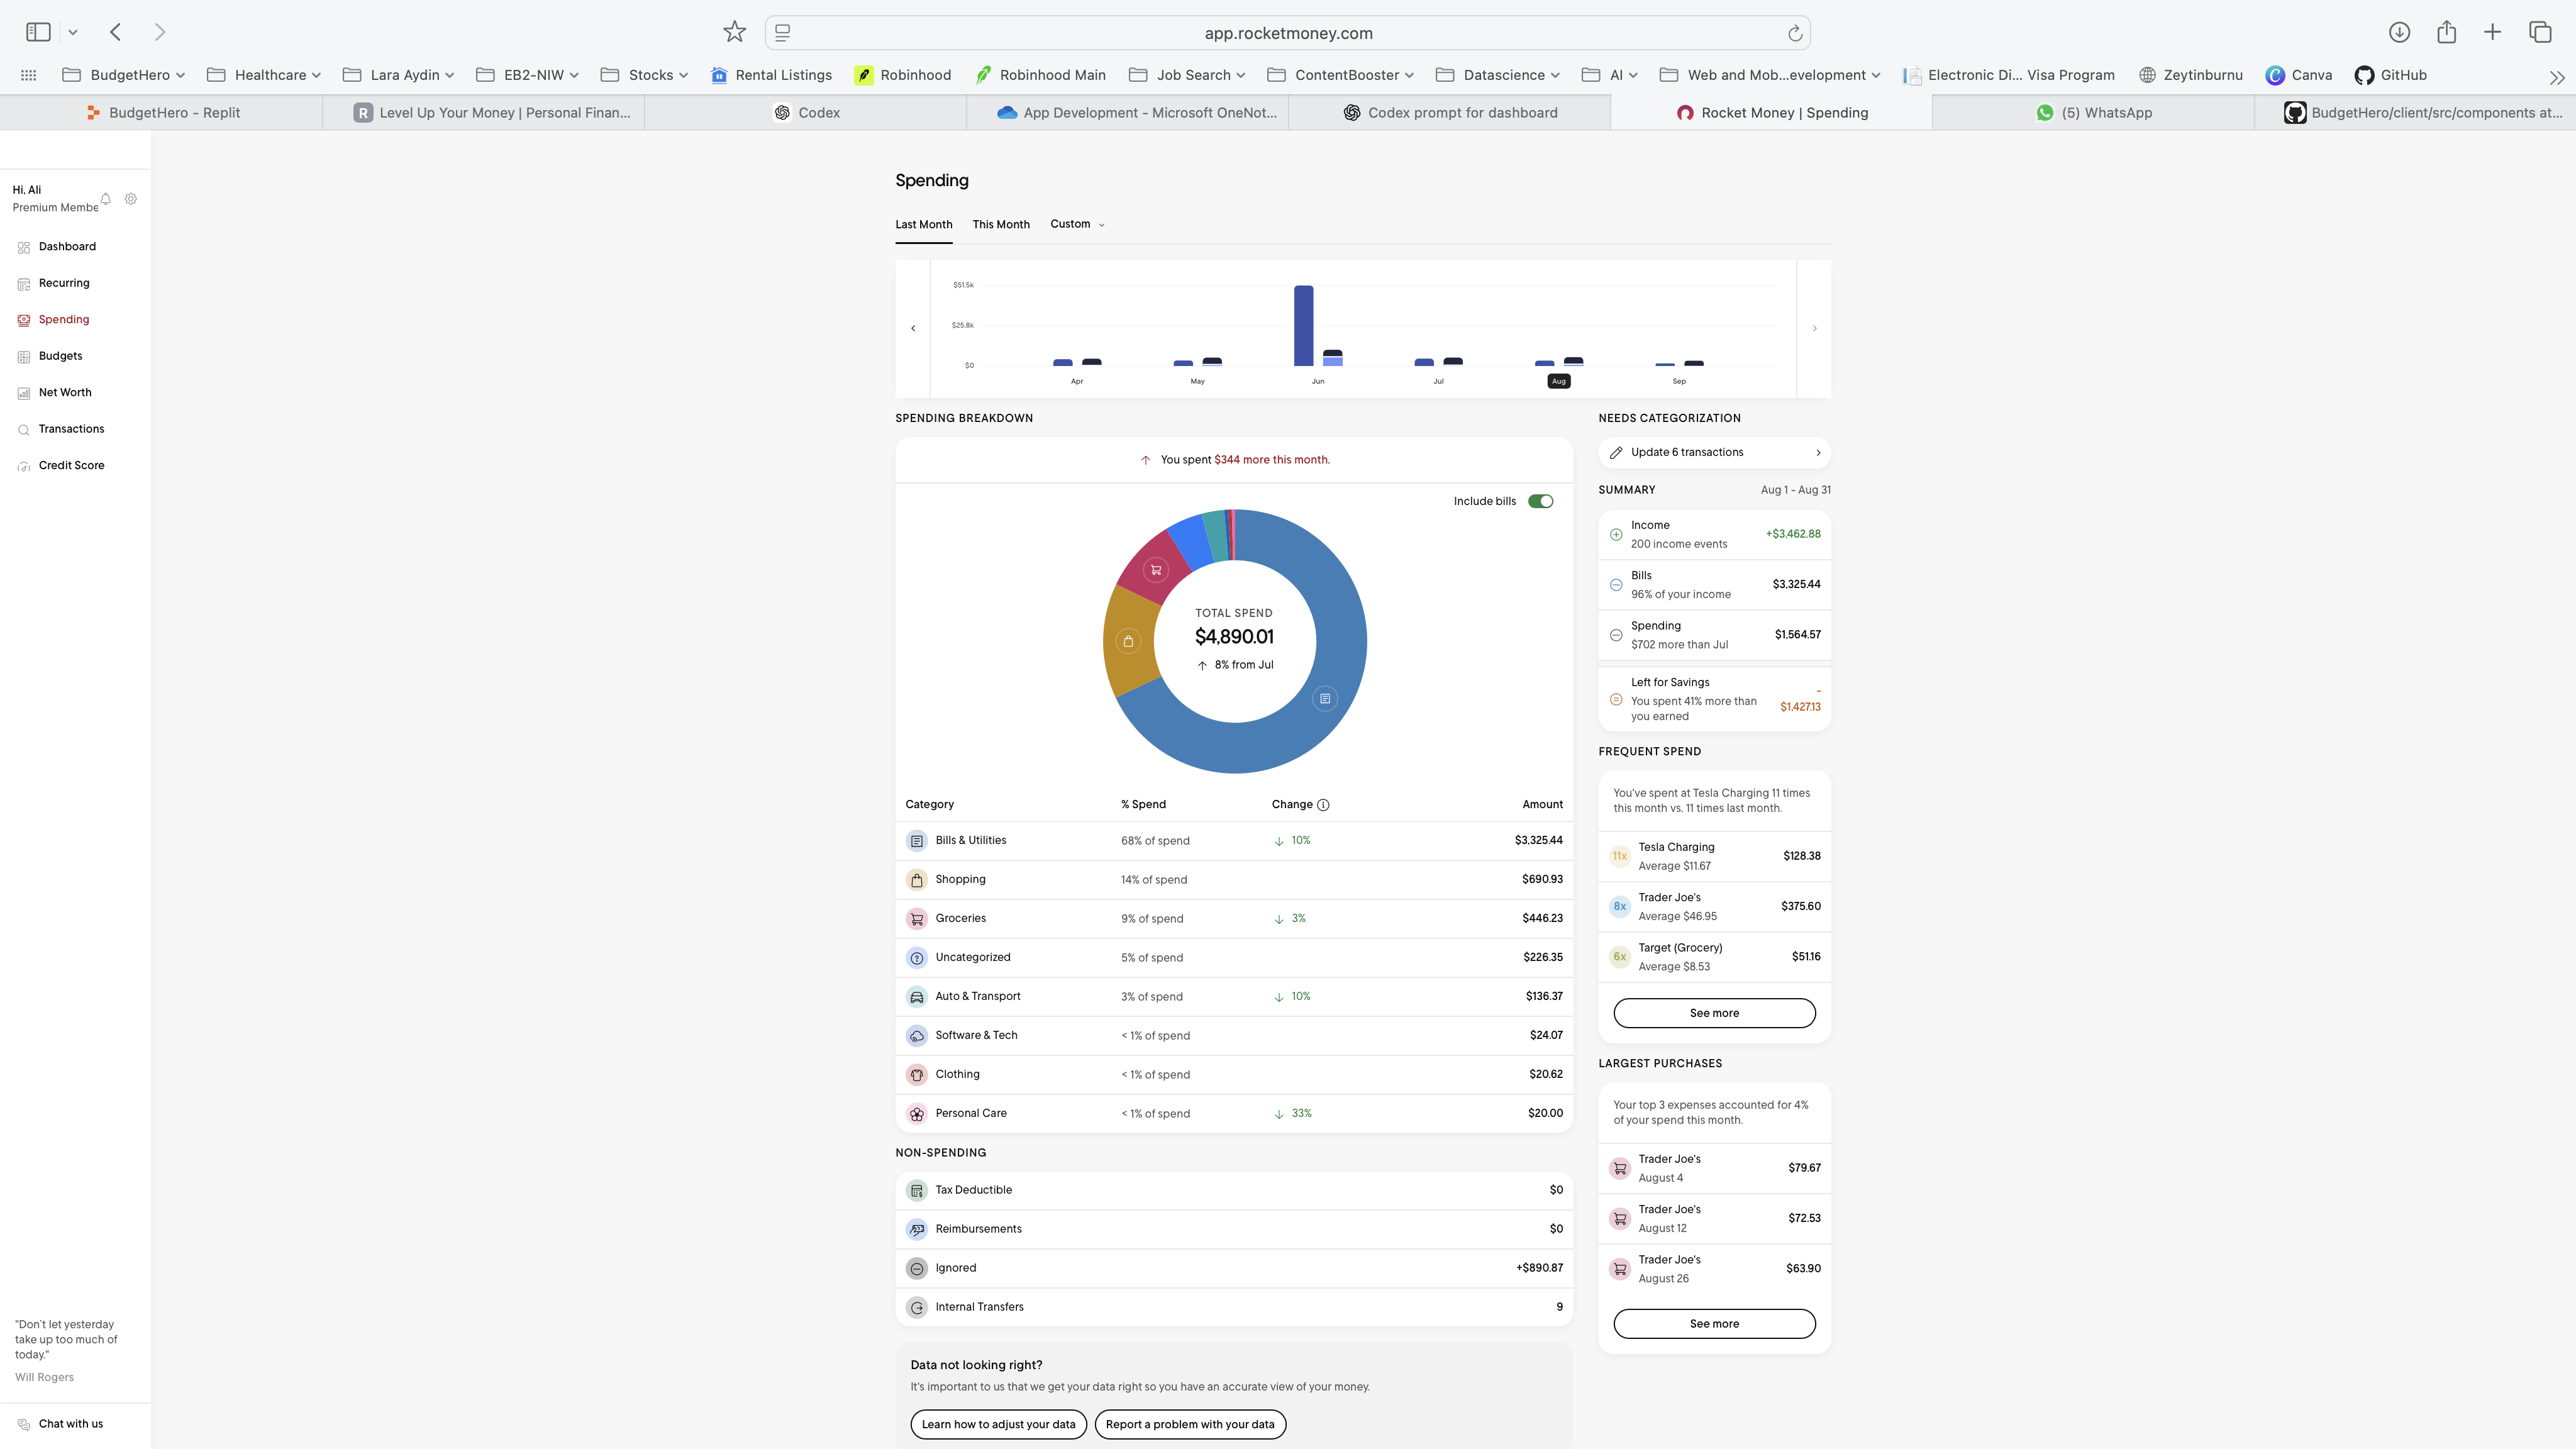 app.rocketmoney.com
BudgetHero
Healthcare
Lara Aydin
EB2-NIW
Stocks
Rental Listings
Robinhood
Robinhood Main
Job Search
ContentBooster
Datascience
AI
Web and Mob...evelopment
Electronic Di... Visa Program
Zeytinburnu
Canva
GitHub
BudgetHero - Replit
R Level Up Your Money | Personal Finan...
Codex
App Development - Microsoft OneNot...
Codex prompt for dashboard
Rocket Money | Spending
(5) WhatsApp
BudgetHero/client/src/components at...
Hi, Ali
Premium Membe
Dashboard
Recurring
Spending
Budgets
Net Worth
Transactions
Credit Score
"Don't let yesterday
take up too much of
today."
Will Rogers
Chat with us
Spending
Last Month This Month Custom
$51.5k
$25.8k
$0
Apr May Jun Jul Aug Sep
SPENDING BREAKDOWN
You spent $344 more this month.
Include bills
TOTAL SPEND
$4,890.01
8% from Jul
Category % Spend Change Amount
Bills & Utilities 68% of spend 10% $3,325.44
Shopping 14% of spend $690.93
Groceries 9% of spend 3% $446.23
Uncategorized 5% of spend $226.35
Auto & Transport 3% of spend 10% $136.37
Software & Tech < 1% of spend $24.07
Clothing < 1% of spend $20.62
Personal Care < 1% of spend 33% $20.00
NON-SPENDING
Tax Deductible $0
Reimbursements $0
Ignored +$890.87
Internal Transfers 9
Data not looking right?
It's important to us that we get your data right so you have an accurate view of your money.
Learn how to adjust your data
Report a problem with your data
NEEDS CATEGORIZATION
Update 6 transactions
SUMMARY Aug 1 - Aug 31
Income
200 income events
+$3,462.88
Bills
96% of your income
$3,325.44
Spending
$702 more than Jul
$1,564.57
Left for Savings
You spent 41% more than
you earned
-
$1,427.13
FREQUENT SPEND
You've spent at Tesla Charging 11 times
this month vs. 11 times last month.
11x
Tesla Charging
Average $11.67
$128.38
8x
Trader Joe's
Average $46.95
$375.60
6x
Target (Grocery)
Average $8.53
$51.16
See more
LARGEST PURCHASES
Your top 3 expenses accounted for 4%
of your spend this month.
Trader Joe's
August 4
$79.67
Trader Joe's
August 12
$72.53
Trader Joe's
August 26
$63.90
See more